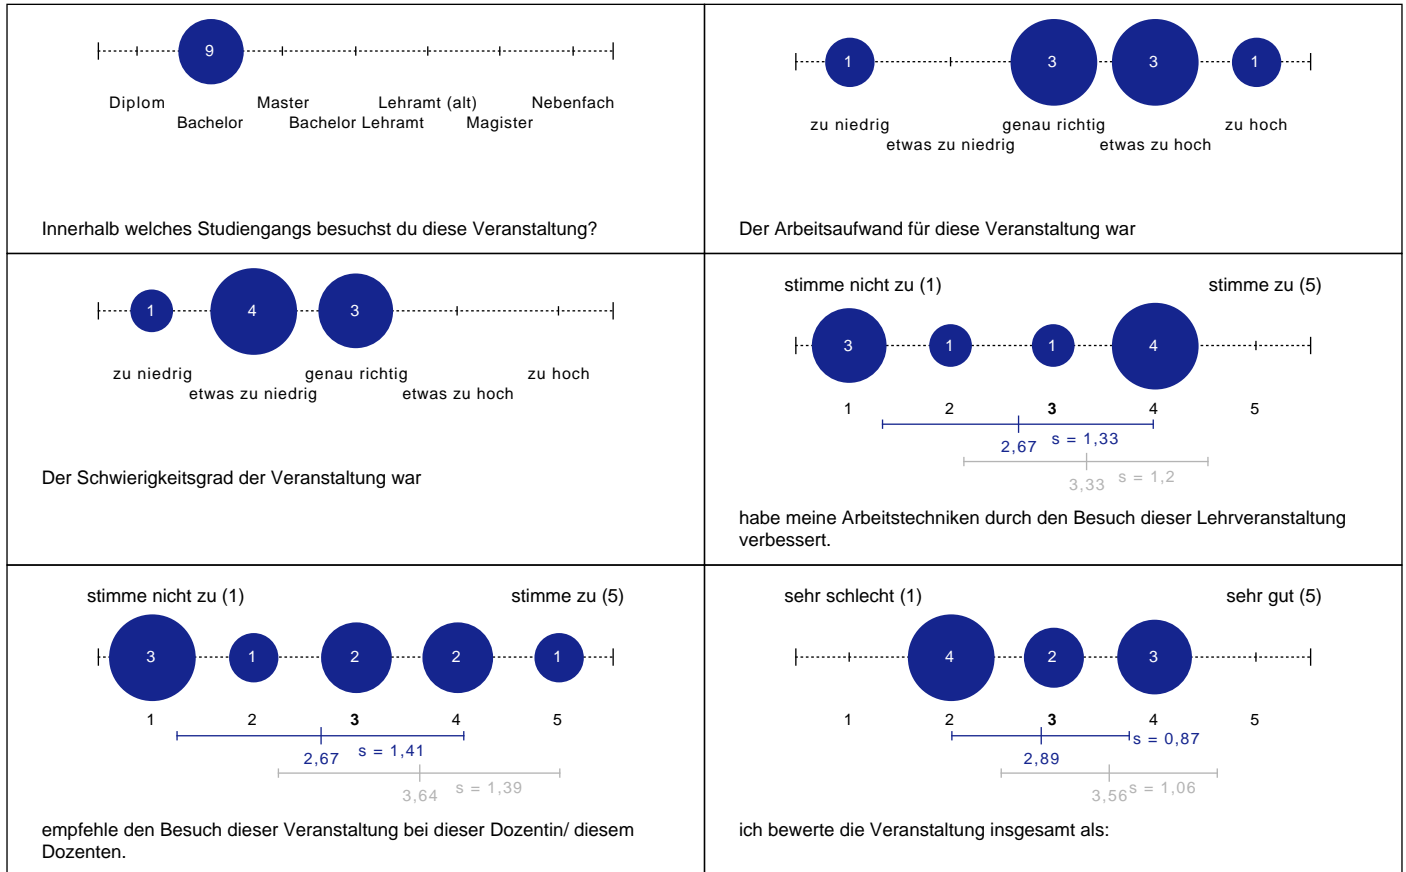 9
Diplom Master Lehramt (alt) Nebenfach
Bachelor Bachelor Lehramt Magister
Innerhalb welches Studiengangs besuchst du diese Veranstaltung?
1 3 3 1
zu niedrig genau richtig zu hoch
etwas zu niedrig etwas zu hoch
Der Arbeitsaufwand für diese Veranstaltung war
1 4 3
zu niedrig genau richtig zu hoch
etwas zu niedrig etwas zu hoch
Der Schwierigkeitsgrad der Veranstaltung war
stimme nicht zu (1) stimme zu (5)
3 1 1 4
1 2 3 4 5
2,67 s = 1,33
3,33 s = 1,2
habe meine Arbeitstechniken durch den Besuch dieser Lehrveranstaltung
verbessert.
stimme nicht zu (1) stimme zu (5)
3 1 2 2 1
1 2 3 4 5
2,67 s = 1,41
3,64 s = 1,39
empfehle den Besuch dieser Veranstaltung bei dieser Dozentin/ diesem
Dozenten.
sehr schlecht (1) sehr gut (5)
4 2 3
1 2 3 4 5
2,89 s = 0,87
3,56 s = 1,06
ich bewerte die Veranstaltung insgesamt als: